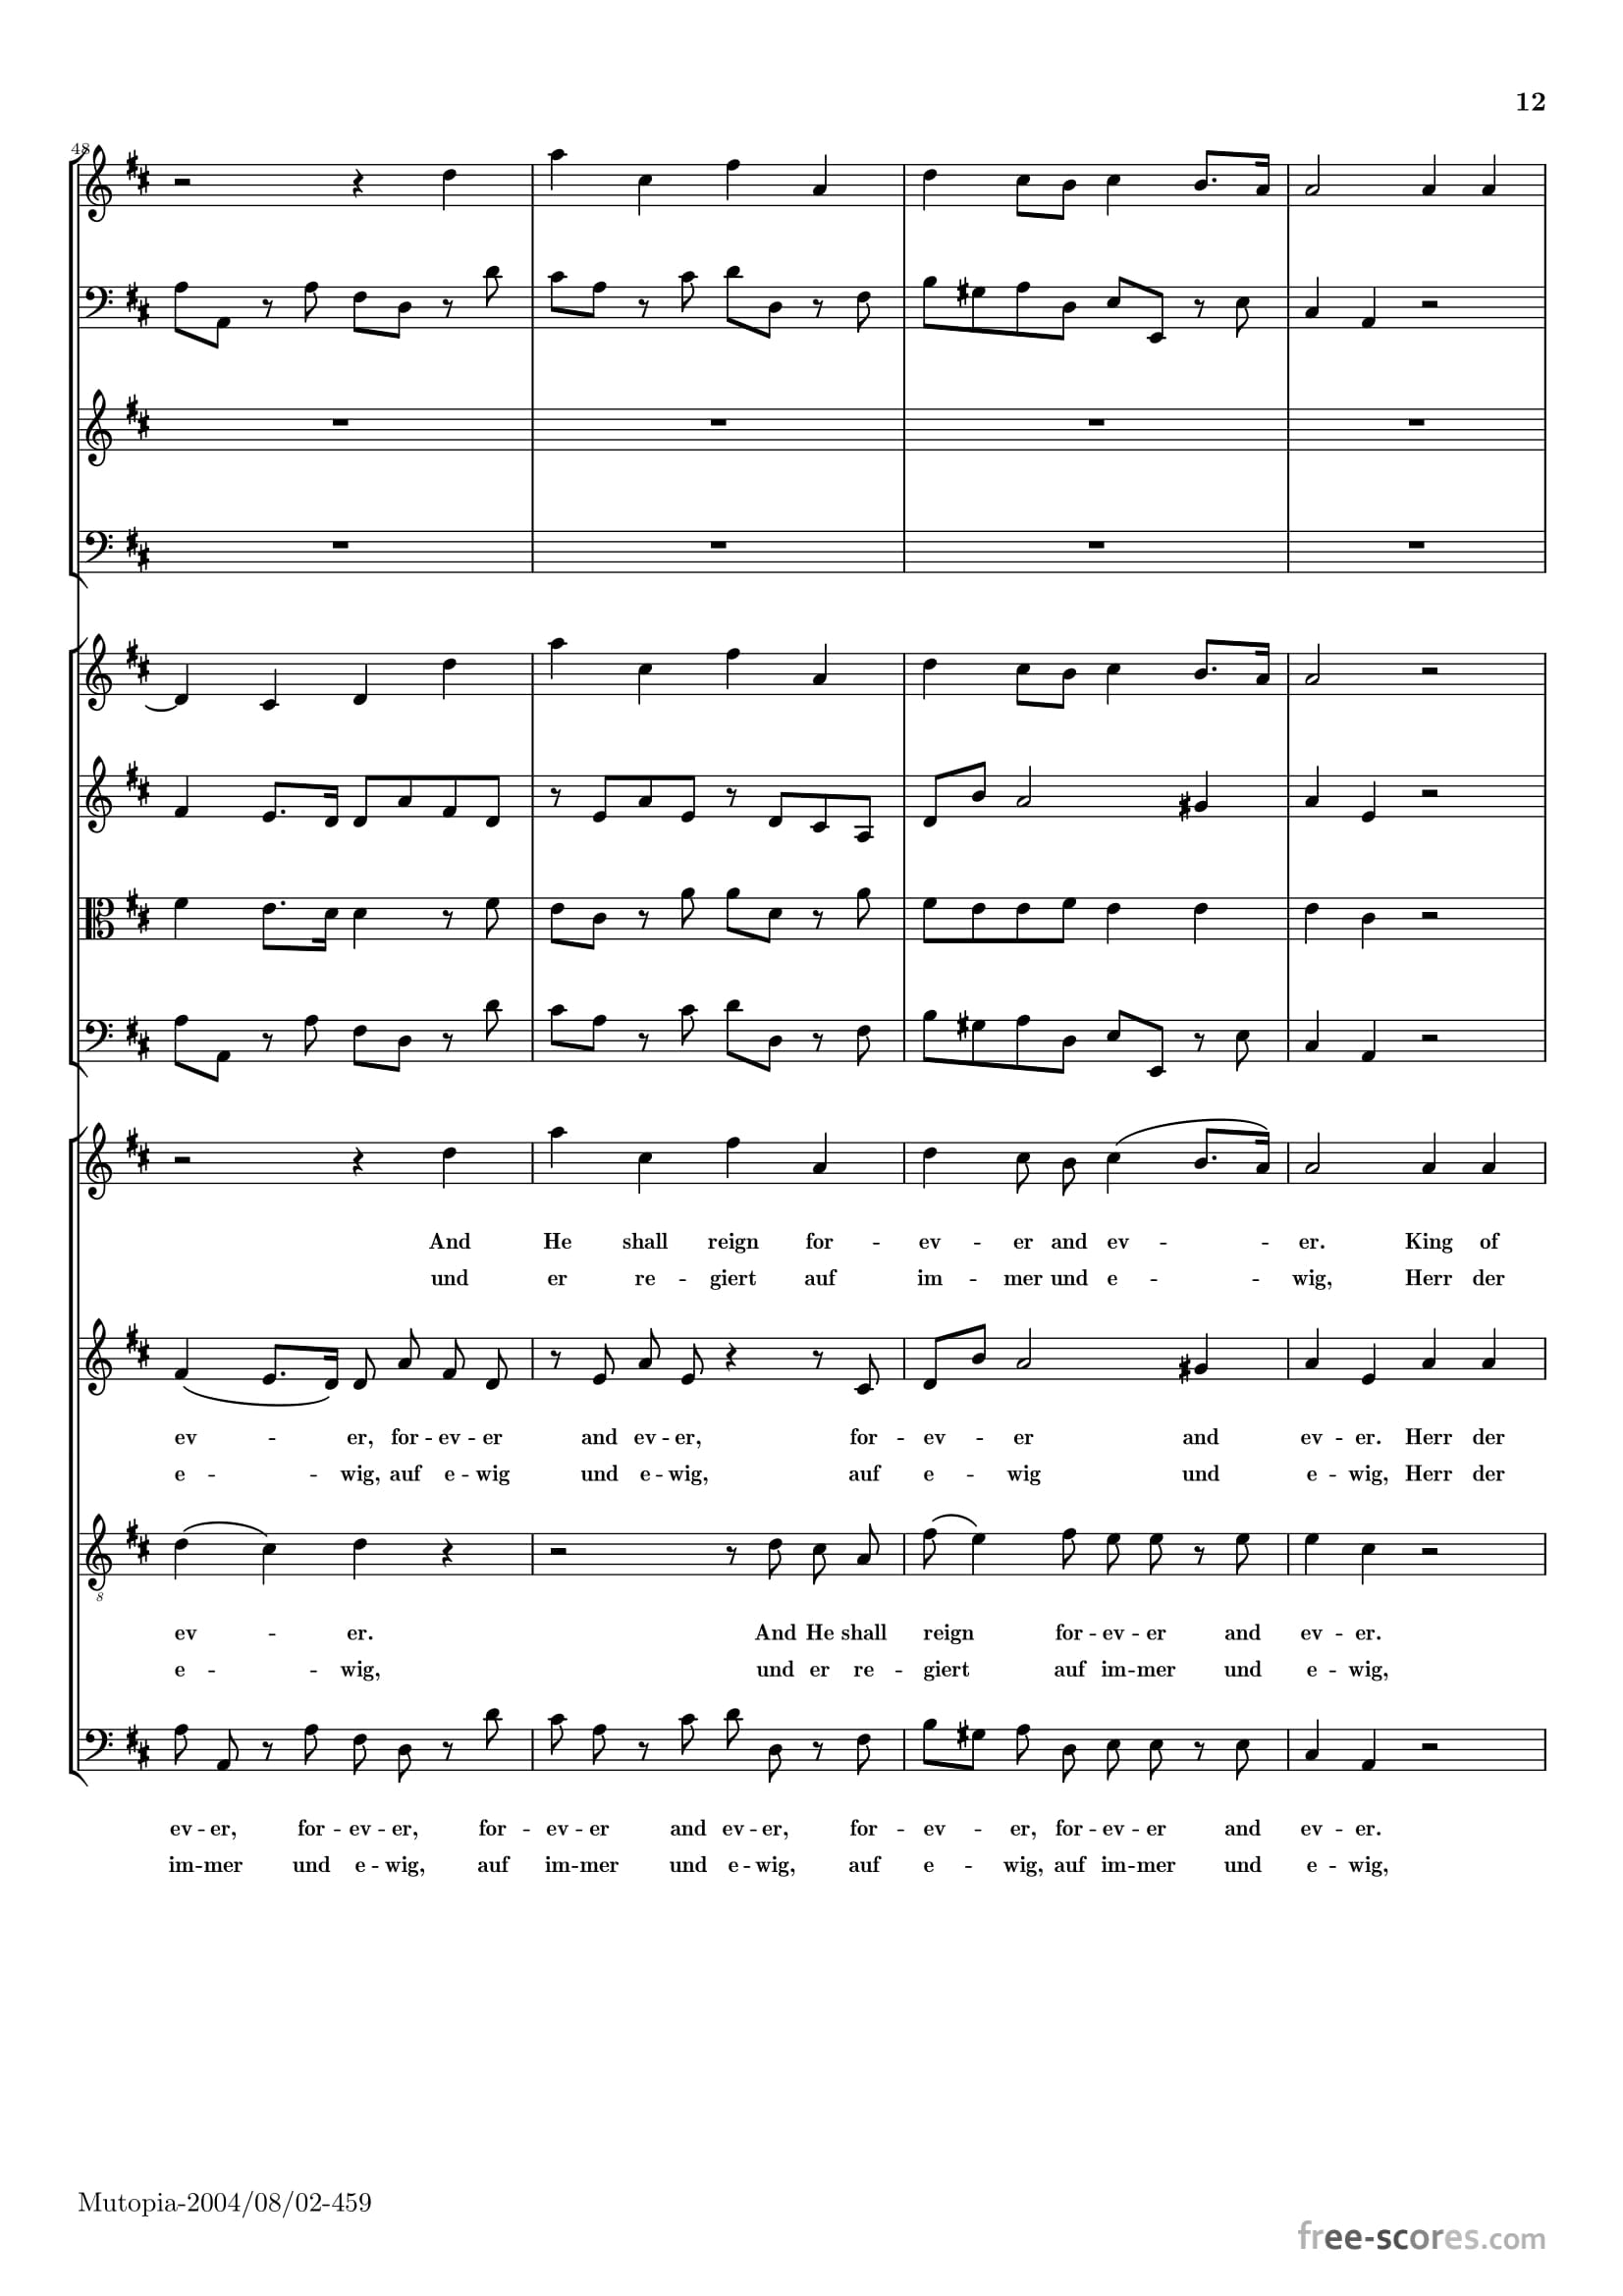 12
48
And He shall reign for - ev - er and ev - - er. King of
und er re - giert auf im - mer und e - - wig, Herr der
ev - er, for - ev - er and ev - er, for - ev - er and ev - er. Herr der
e - wig, auf e - wig und e - wig, auf e - wig und e - wig, Herr der
8
ev - er. And He shall reign for - ev - er and ev - er.
e - wig, und er re - giert auf im - mer und e - wig,
ev - er, for - ev - er, for - ev - er and ev - er, for - ev - er, for - ev - er and ev - er.
im - mer und e - wig, auf im - mer und e - wig, auf e - wig, auf im - mer und e - wig,
Mutopia-2004/08/02-459
free-scores.com